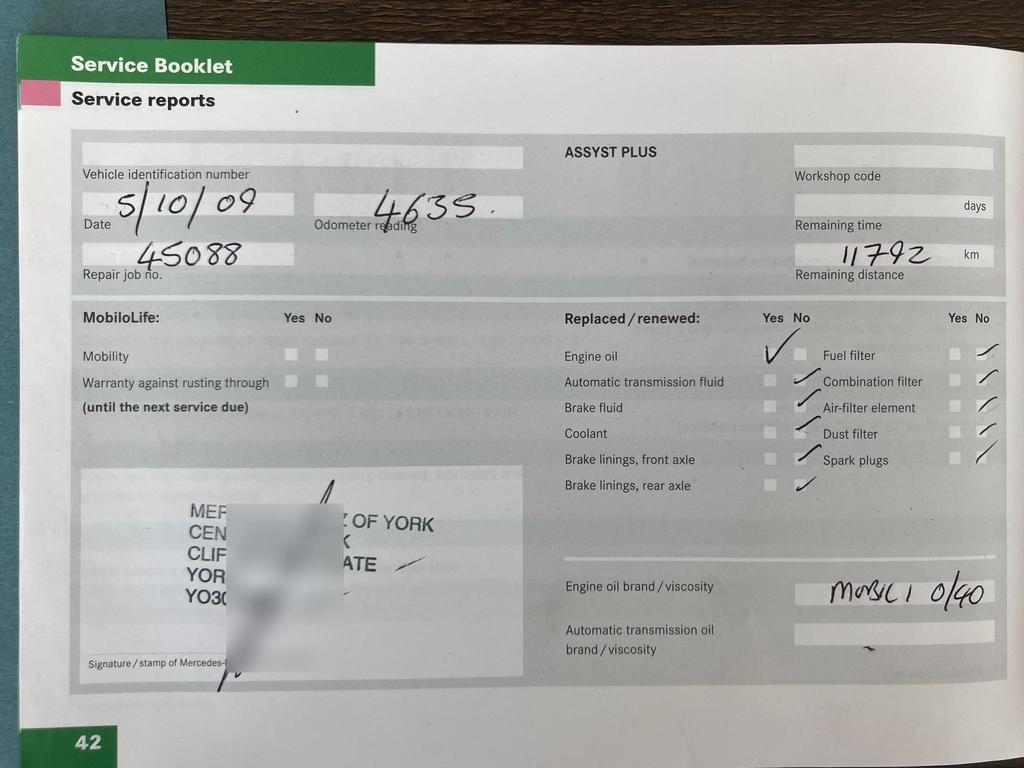 Service Booklet
Service reports
ASSYST PLUS
Vehicle identification number
Workshop code
5/10/09
Date
4635.
Odometer reading
days
Remaining time
45088
Repair job no.
11792 km
Remaining distance
MobiloLife: Yes No
Mobility
Warranty against rusting through
(until the next service due)
Replaced/renewed: Yes No Yes No
Engine oil
Fuel filter
Automatic transmission fluid
Combination filter
Brake fluid
Air-filter element
Coolant
Dust filter
Brake linings, front axle
Spark plugs
Brake linings, rear axle
OF YORK
Signature/stamp of Mercedes-
Engine oil brand/viscosity
MOBIL 1 0/40
Automatic transmission oil
brand/viscosity
42